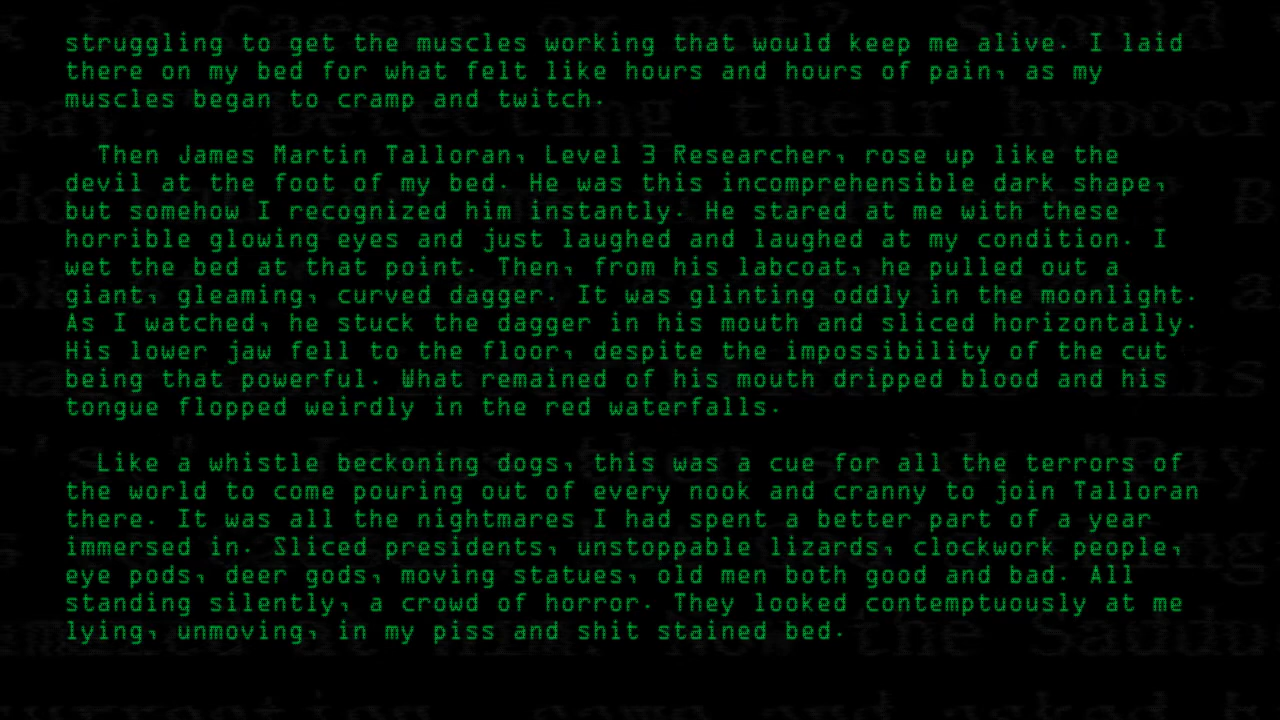 to Caesar or not? Should
struggling to get the muscles working that would keep me alive. I laid
there on my bed for what felt like hours and hours of pain, as my
muscles began to cramp and twitch.
pay?" Detecting their hypocr
Then James Martin Talloran, Level 3 Researcher, rose up like the
devil at the foot of my bed. He was this incomprehensible dark shape,
but somehow I recognized him instantly. He stared at me with these
horrible glowing eyes and just laughed and laughed at my condition. I
wet the bed at that point. Then, from his labcoat, he pulled out a
giant, gleaming, curved dagger. It was glinting oddly in the moonlight.
As I watched, he stuck the dagger in his mouth and sliced horizontally.
His lower jaw fell to the floor, despite the impossibility of the cut
being that powerful. What remained of his mouth dripped blood and his
tongue flopped weirdly in the red waterfalls.
Like a whistle beckoning dogs, this was a cue for all the terrors of
the world to come pouring out of every nook and cranny to join Talloran
there. It was all the nightmares I had spent a better part of a year
immersed in. Sliced presidents, unstoppable lizards, clockwork people,
eye pods, deer gods, moving statues, old men both good and bad. All
standing silently, a crowd of horror. They looked contemptuously at me
lying, unmoving, in my piss and shit stained bed.
the Saddu